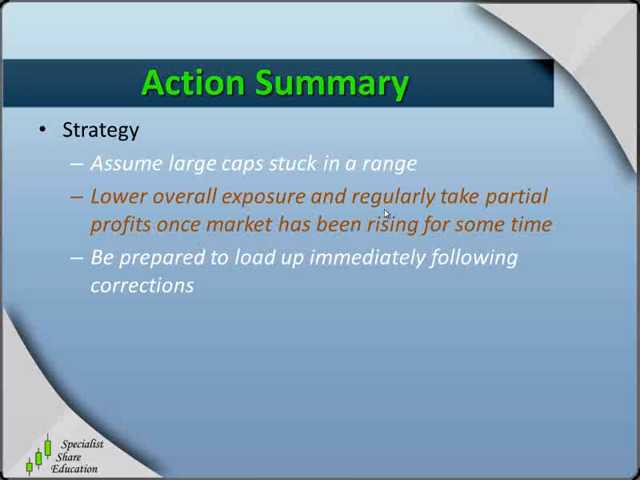 Action Summary
• Strategy
– Assume large caps stuck in a range
– Lower overall exposure and regularly take partial
profits once market has been rising for some time
– Be prepared to load up immediately following
corrections
Specialist
Share
Education